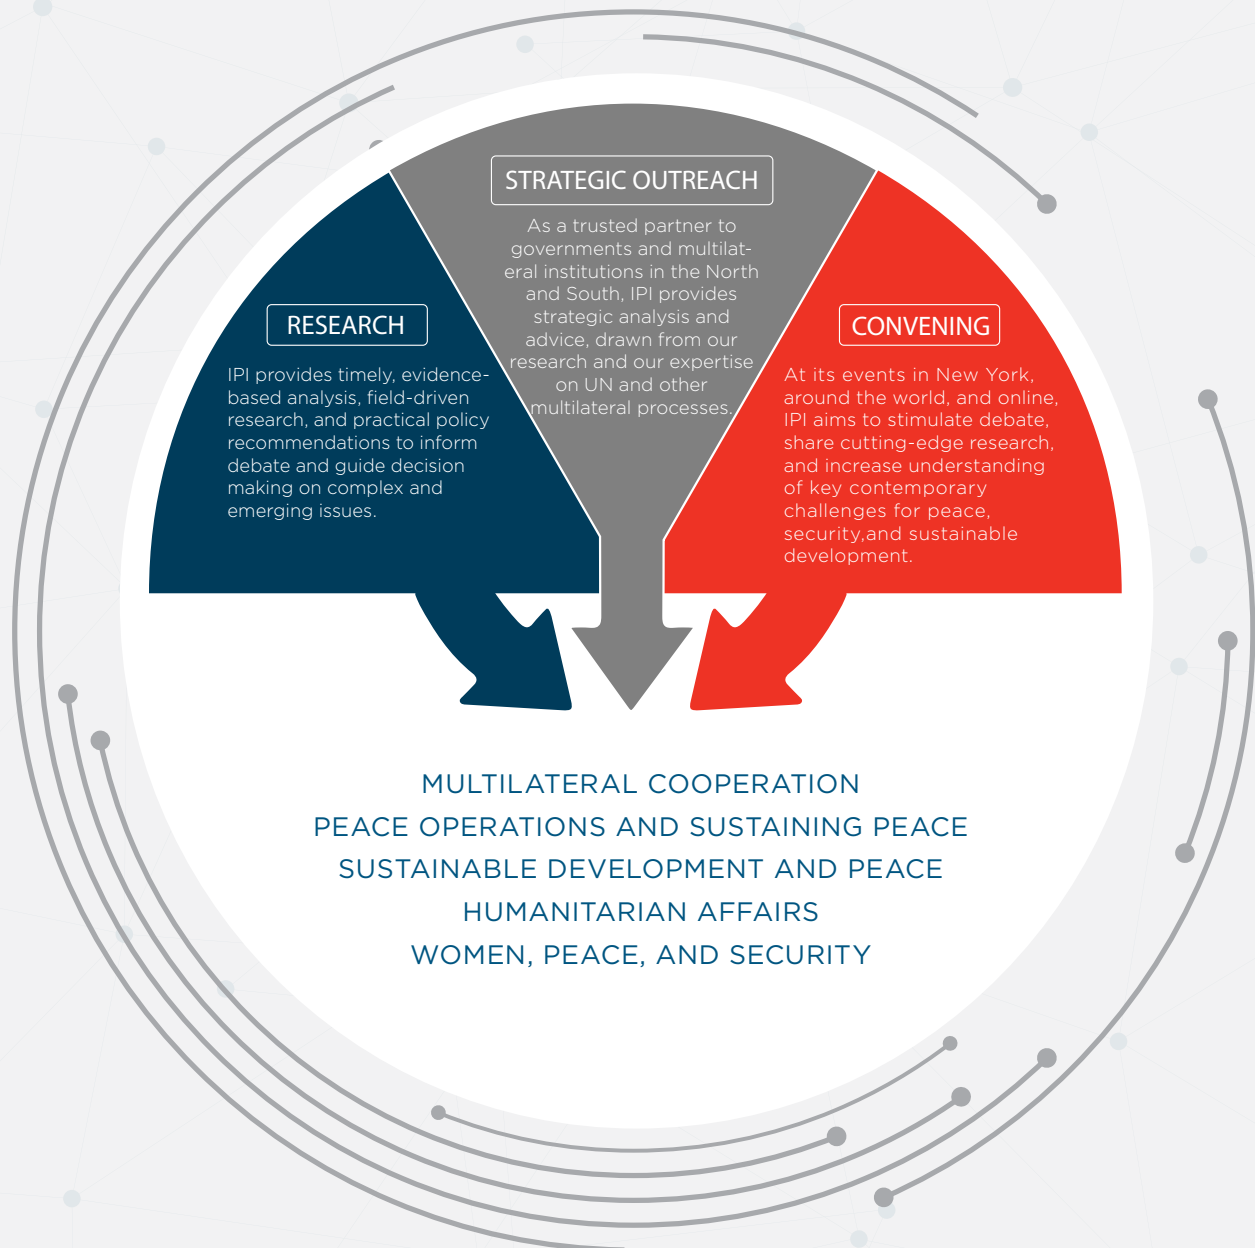 STRATEGIC OUTREACH
As a trusted partner to
governments and multilat-
eral institutions in the North
and South, IPI provides
strategic analysis and
advice, drawn from our
research and our expertise
on UN and other
multilateral processes.
RESEARCH
IPI provides timely, evidence-
based analysis, field-driven
research, and practical policy
recommendations to inform
debate and guide decision
making on complex and
emerging issues.
CONVENING
At its events in New York,
around the world, and online,
IPI aims to stimulate debate,
share cutting-edge research,
and increase understanding
of key contemporary
challenges for peace,
security,and sustainable
development.
MULTILATERAL COOPERATION
PEACE OPERATIONS AND SUSTAINING PEACE
SUSTAINABLE DEVELOPMENT AND PEACE
HUMANITARIAN AFFAIRS
WOMEN, PEACE, AND SECURITY